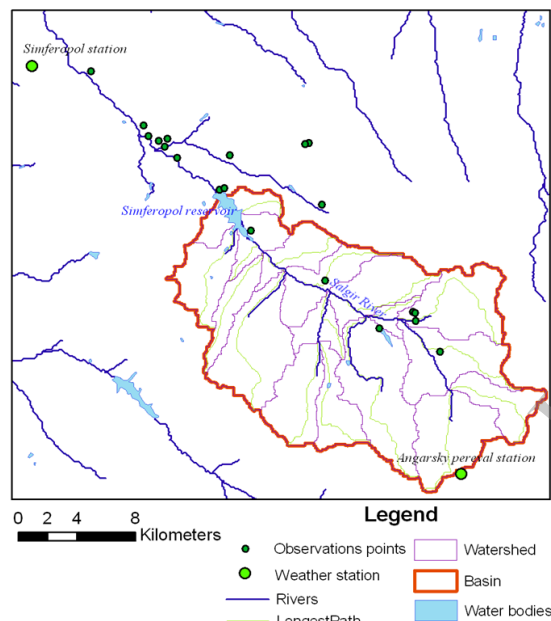 Simferopol station
Simferopol reservoir
Salgir River
Angarsky pereval station
0 2 4 8
Kilometers
Legend
Observations points
Weather station
Rivers
LongestPath
Watershed
Basin
Water bodies